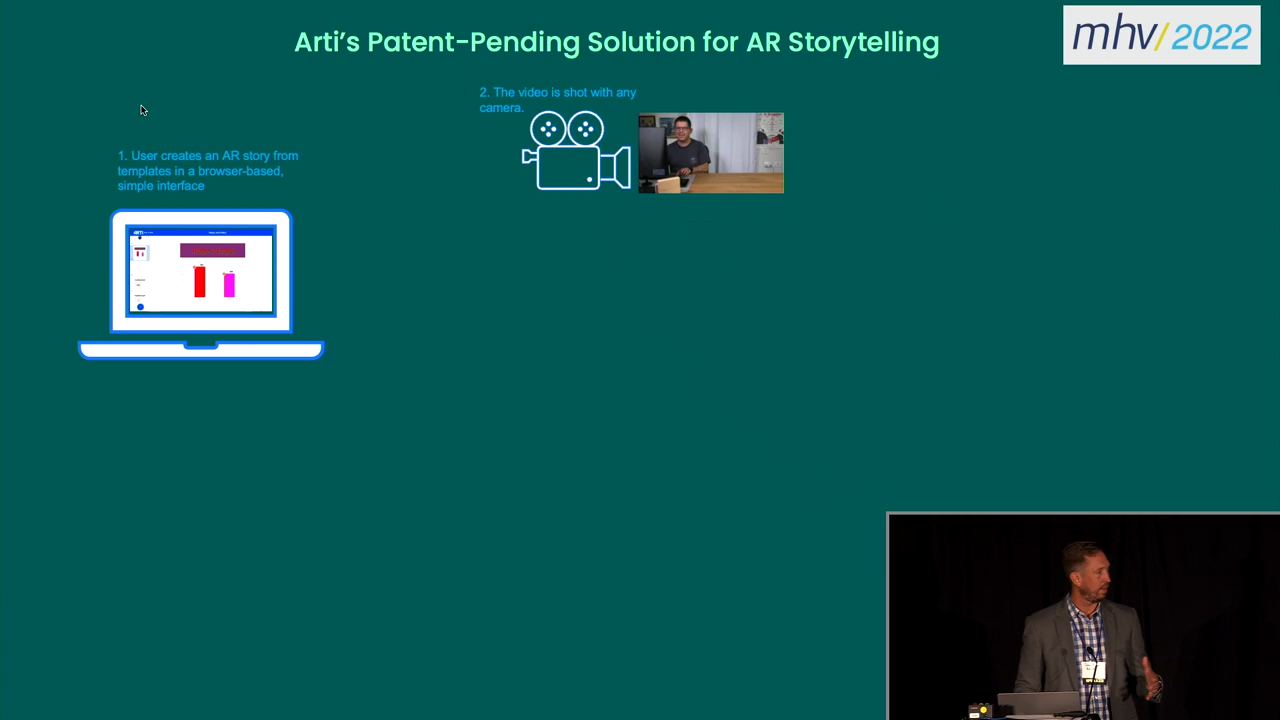 Arti's Patent-Pending Solution for AR Storytelling
mhv/2022
2. The video is shot with any
camera.
1. User creates an AR story from
templates in a browser-based,
simple interface